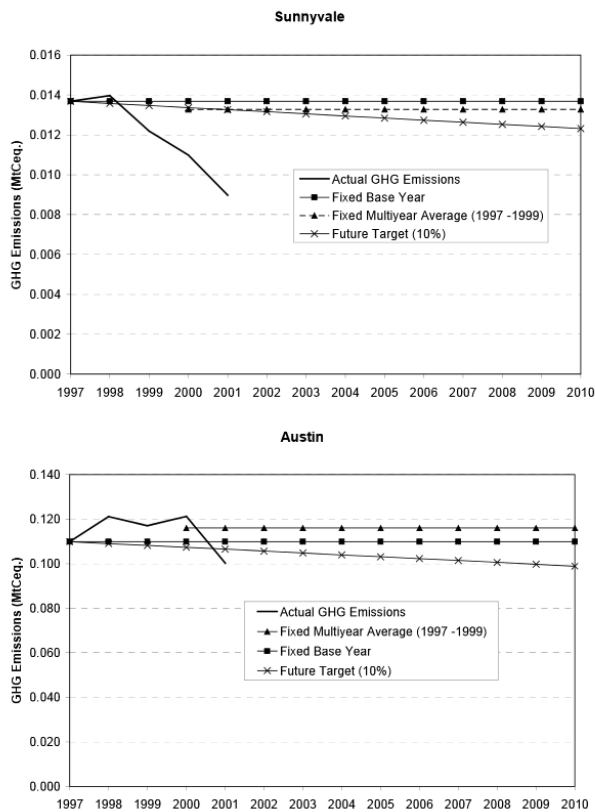 Sunnyvale
GHG Emissions (MtCeq.)
0.016
0.014
0.012
0.010
0.008
0.006
0.004
0.002
0.000
Actual GHG Emissions
Fixed Base Year
Fixed Multiyear Average (1997 -1999)
Future Target (10%)
1997 1998 1999 2000 2001 2002 2003 2004 2005 2006 2007 2008 2009 2010
Austin
GHG Emissions (MtCeq.)
0.140
0.120
0.100
0.080
0.060
0.040
0.020
0.000
Actual GHG Emissions
Fixed Multiyear Average (1997 -1999)
Fixed Base Year
Future Target (10%)
1997 1998 1999 2000 2001 2002 2003 2004 2005 2006 2007 2008 2009 2010